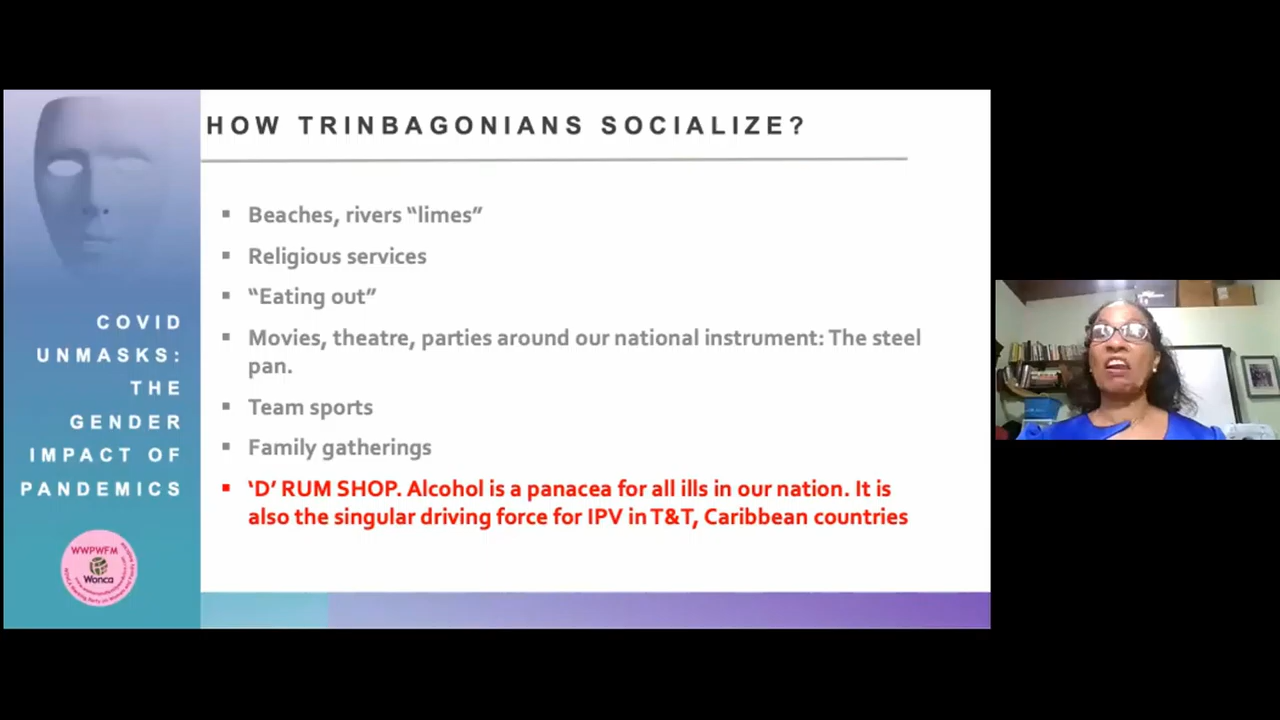 HOW TRINBAGONIANS SOCIALIZE?
▪ Beaches, rivers “limes”
▪ Religious services
▪ “Eating out”
▪ Movies, theatre, parties around our national instrument: The steel
pan.
▪ Team sports
▪ Family gatherings
▪ ‘D’ RUM SHOP. Alcohol is a panacea for all ills in our nation. It is
also the singular driving force for IPV in T&T, Caribbean countries
COVID
UNMASKS:
THE
GENDER
IMPACT OF
PANDEMICS
WWPWFM
Wonca